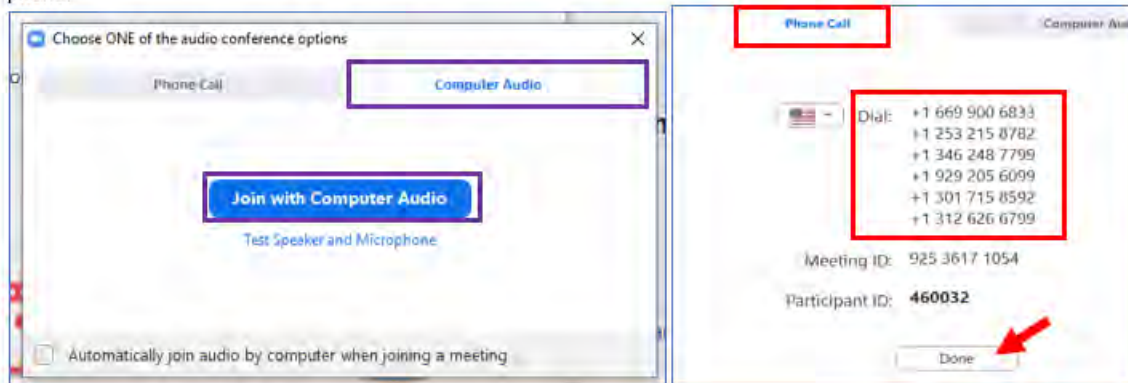 Choose ONE of the audio conference options
Phone Call
Computer Audio
Join with Computer Audio
Test Speaker and Microphone
Automatically join audio by computer when joining a meeting
Phone Call
Computer
Dial:
+1 669 900 6833
+1 253 215 8782
+1 346 248 7799
+1 929 205 6099
+1 301 715 8592
+1 312 626 6799
Meeting ID: 925 3617 1054
Participant ID: 460032
Done